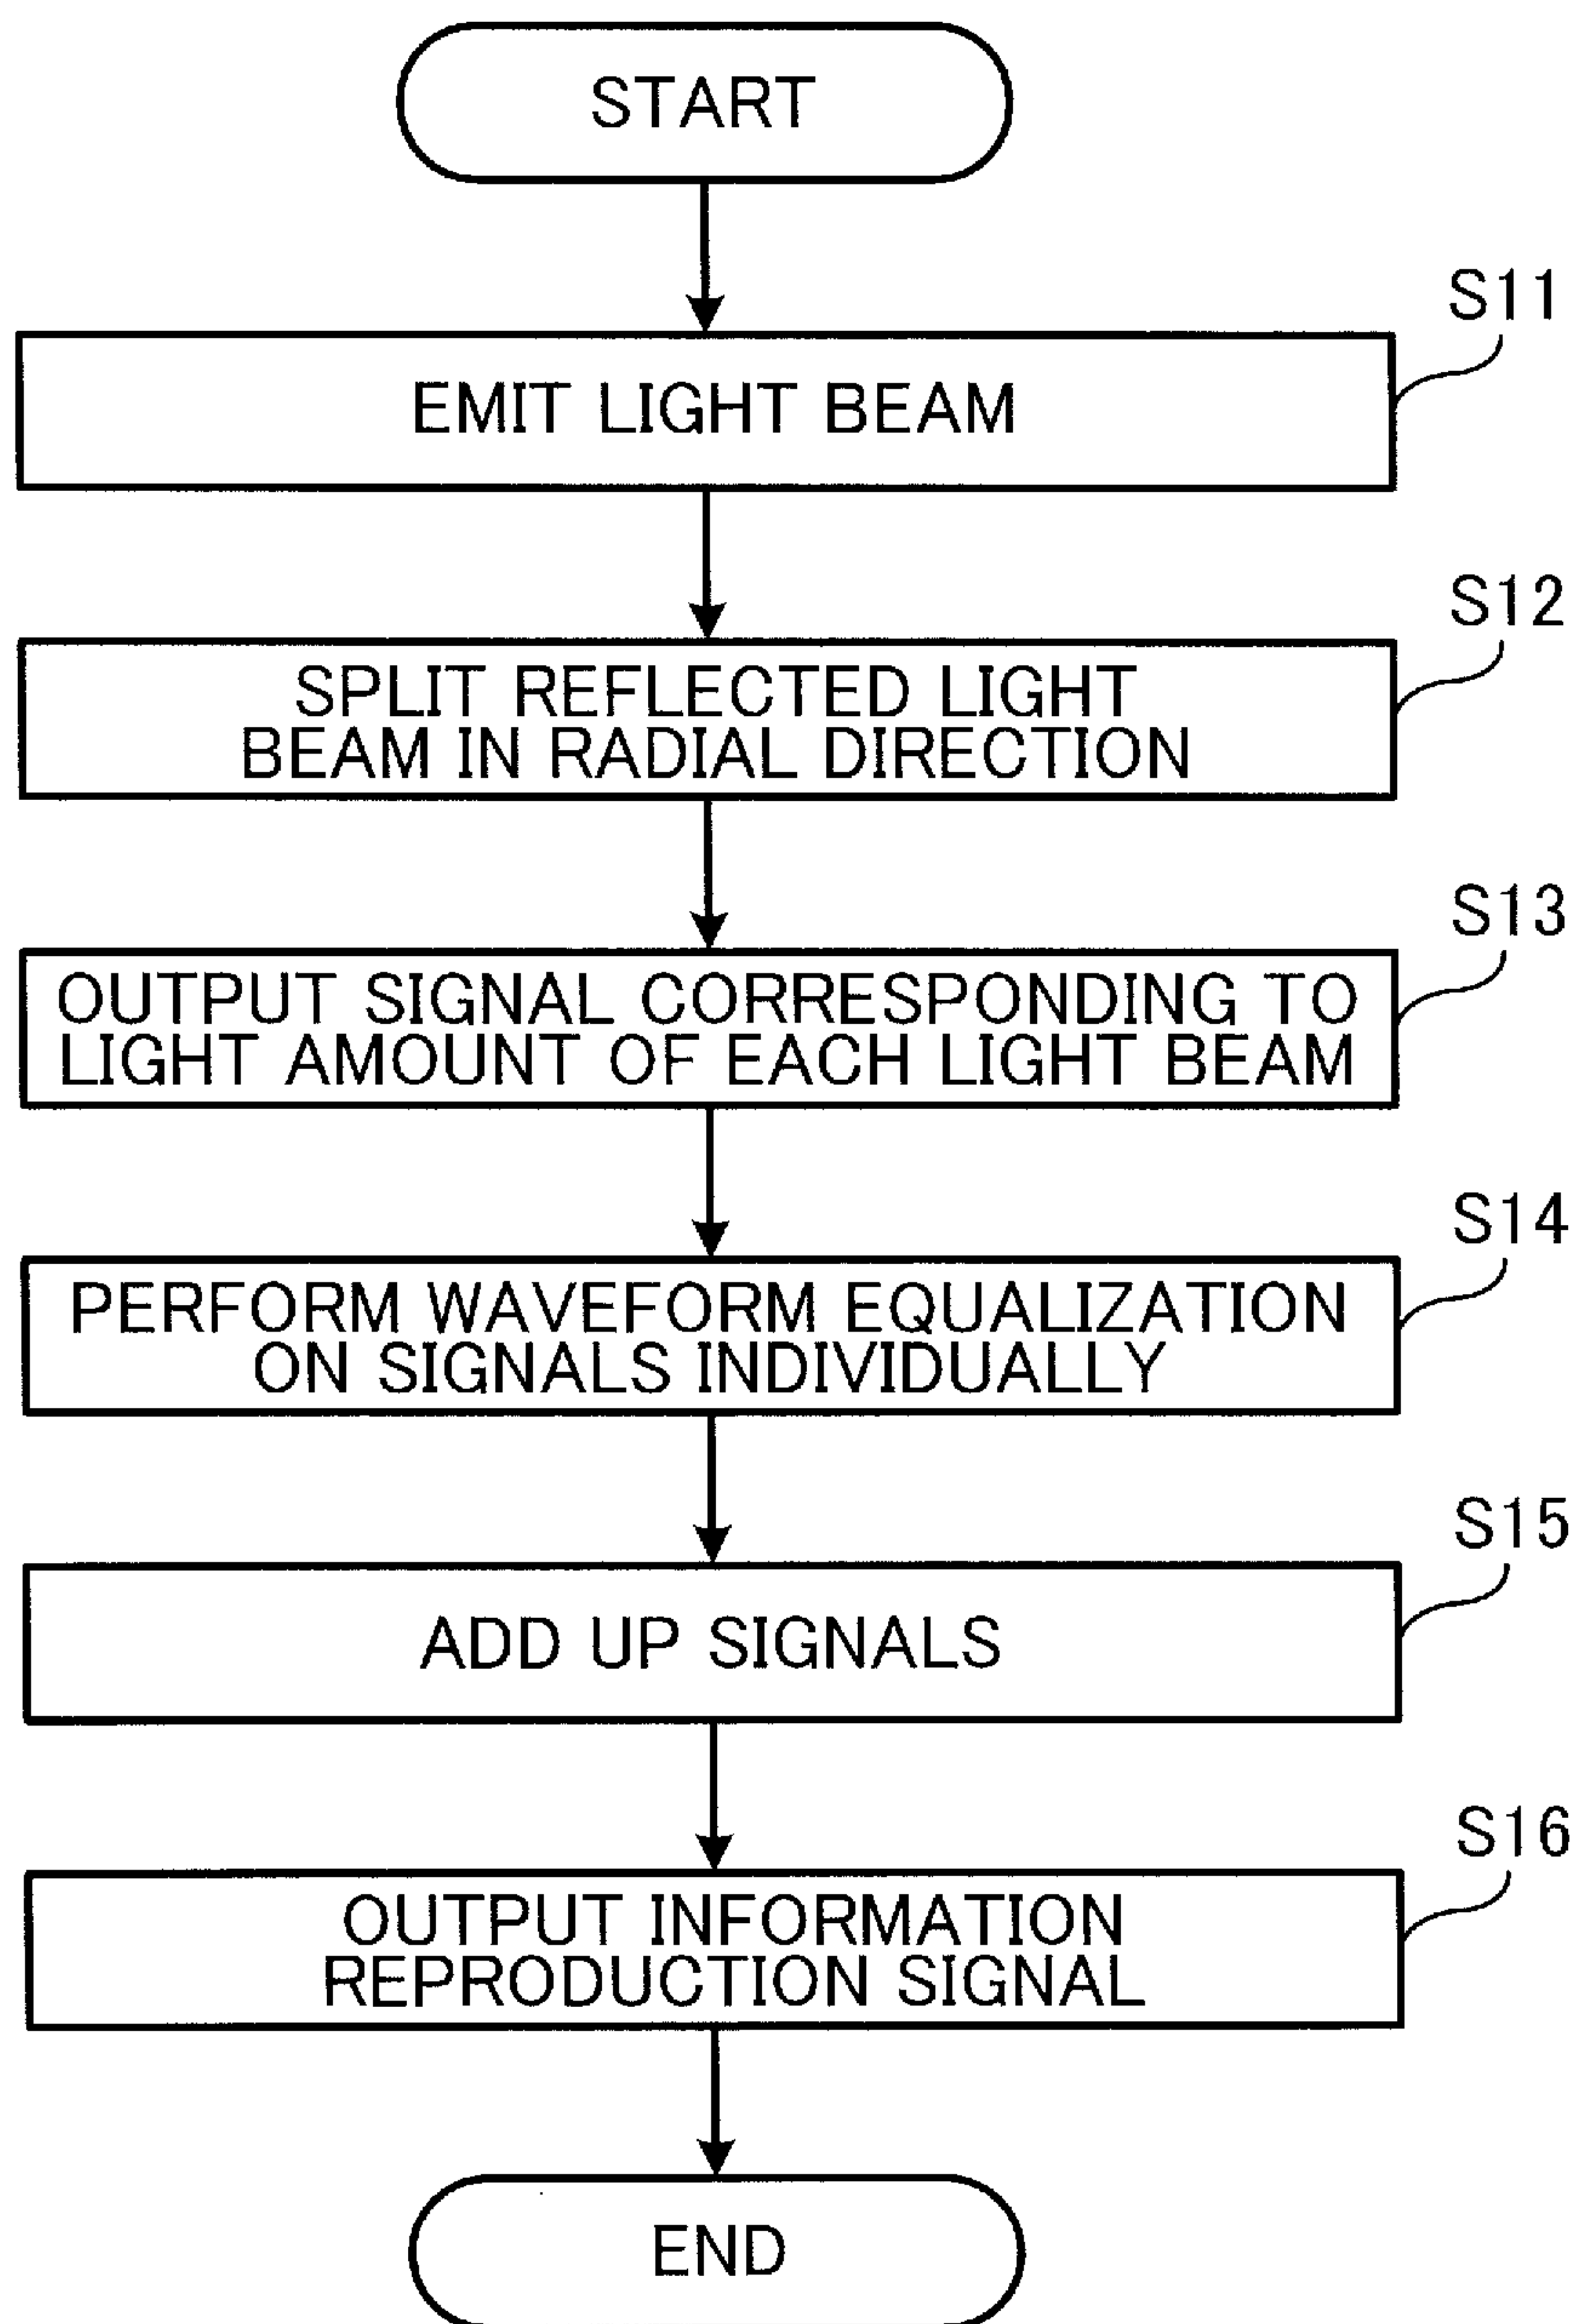 START
S11
EMIT LIGHT BEAM
S12
SPLIT REFLECTED LIGHT
BEAM IN RADIAL DIRECTION
S13
OUTPUT SIGNAL CORRESPONDING TO
LIGHT AMOUNT OF EACH LIGHT BEAM
S14
PERFORM WAVEFORM EQUALIZATION
ON SIGNALS INDIVIDUALLY
S15
ADD UP SIGNALS
S16
OUTPUT INFORMATION
REPRODUCTION SIGNAL
END